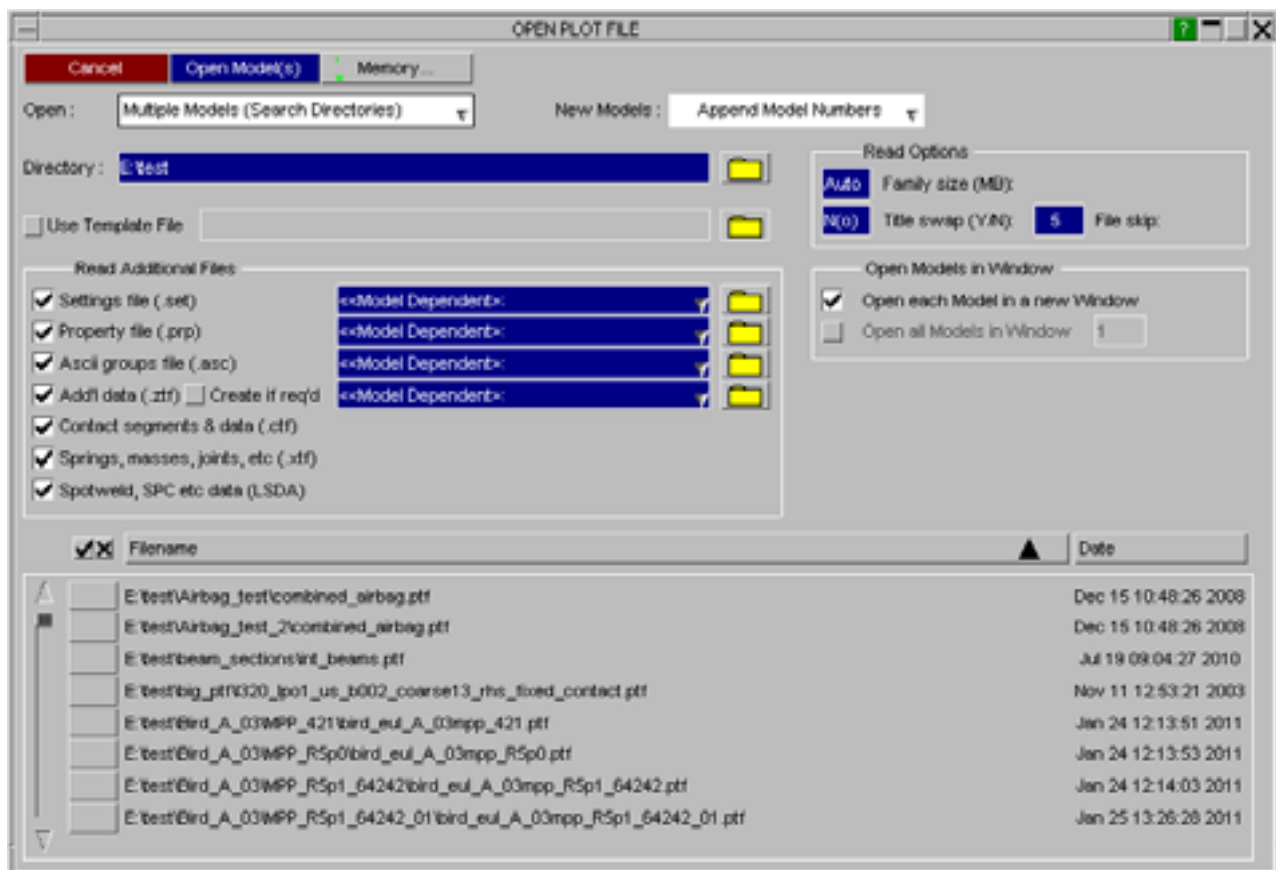 OPEN PLOT FILE
?
Cancel Open Model(s) Memory...
Open : Multiple Models (Search Directories) New Models : Append Model Numbers
Directory : E:\test
Read Options
Auto Family size (MB):
N(o) Title swap (Y/N): 5 File skip:
Use Template File
Read Additional Files
Open Models in Window
Settings file (.set) <<Model Dependent>:
Open each Model in a new Window
Property file (.prp) <<Model Dependent>:
Open all Models in Window 1
Ascii groups file (.asc) <<Model Dependent>:
Add'l data (.ztf) Create if req'd <<Model Dependent>:
Contact segments & data (.ctf)
Springs, masses, joints, etc (.xtf)
Spotweld, SPC etc data (LSDA)
Filename Date
E:\test\Airbag_test\combined_airbag.ptf Dec 15 10:48:26 2008
E:\test\Airbag_test_2\combined_airbag.ptf Dec 15 10:48:26 2008
E:\test\beam_sections\int_beams.ptf Jul 19 09:04:27 2010
E:\test\big_ptf\i320_lpo1_us_b002_coarse13_rhs_fixed_contact.ptf Nov 11 12:53:21 2003
E:\test\Bird_A_03\MPP_421\bird_eul_A_03mpp_421.ptf Jan 24 12:13:51 2011
E:\test\Bird_A_03\MPP_R5p0\bird_eul_A_03mpp_R5p0.ptf Jan 24 12:13:53 2011
E:\test\Bird_A_03\MPP_R5p1_64242\bird_eul_A_03mpp_R5p1_64242.ptf Jan 24 12:14:03 2011
E:\test\Bird_A_03\MPP_R5p1_64242_01\bird_eul_A_03mpp_R5p1_64242_01.ptf Jan 25 13:26:28 2011